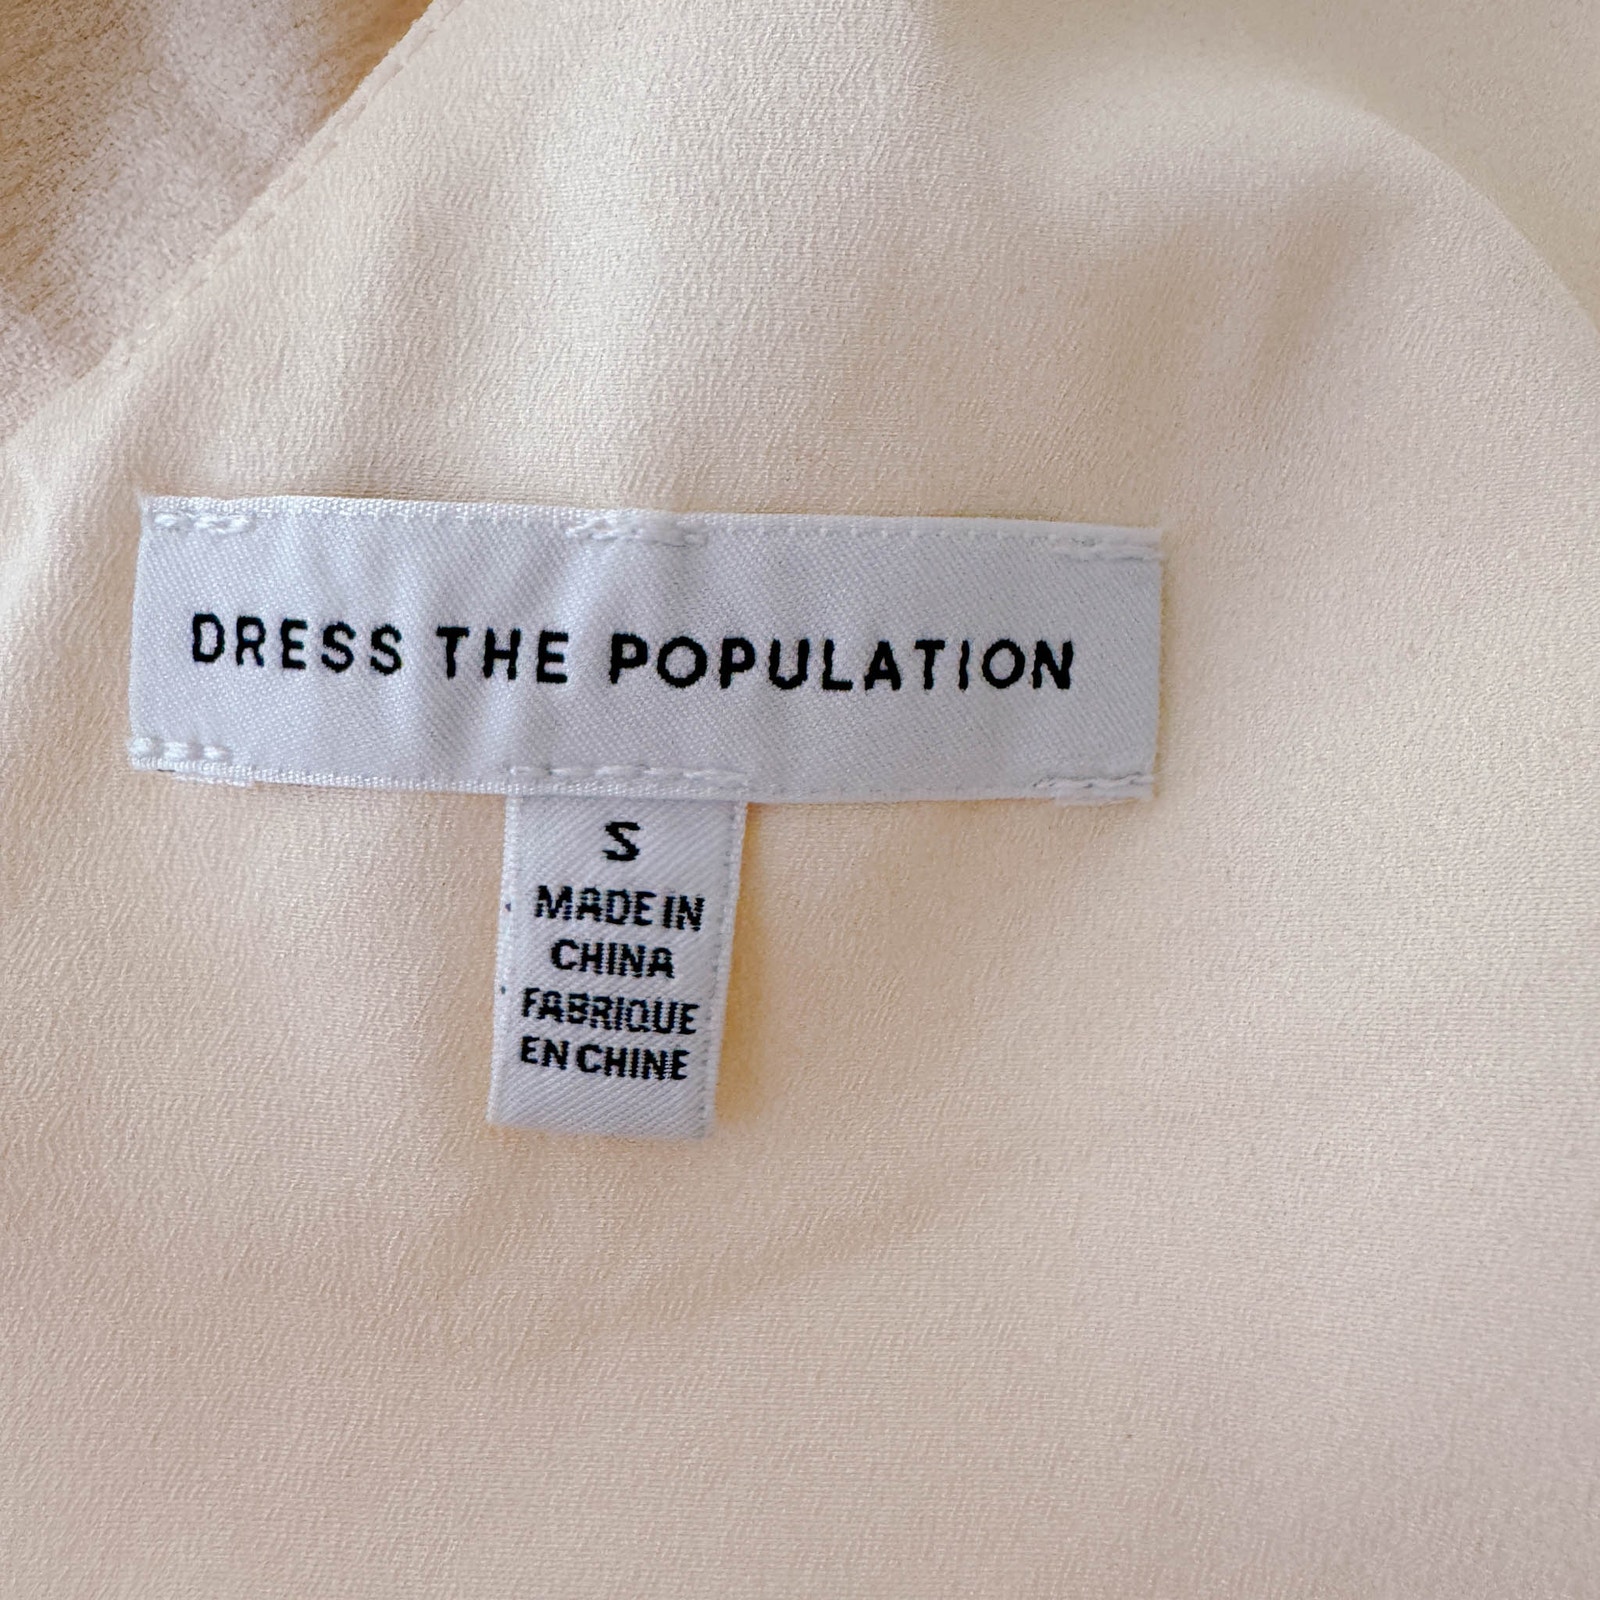 DRESS THE POPULATION
S
MADE IN
CHINA
FABRIQUE
EN CHINE